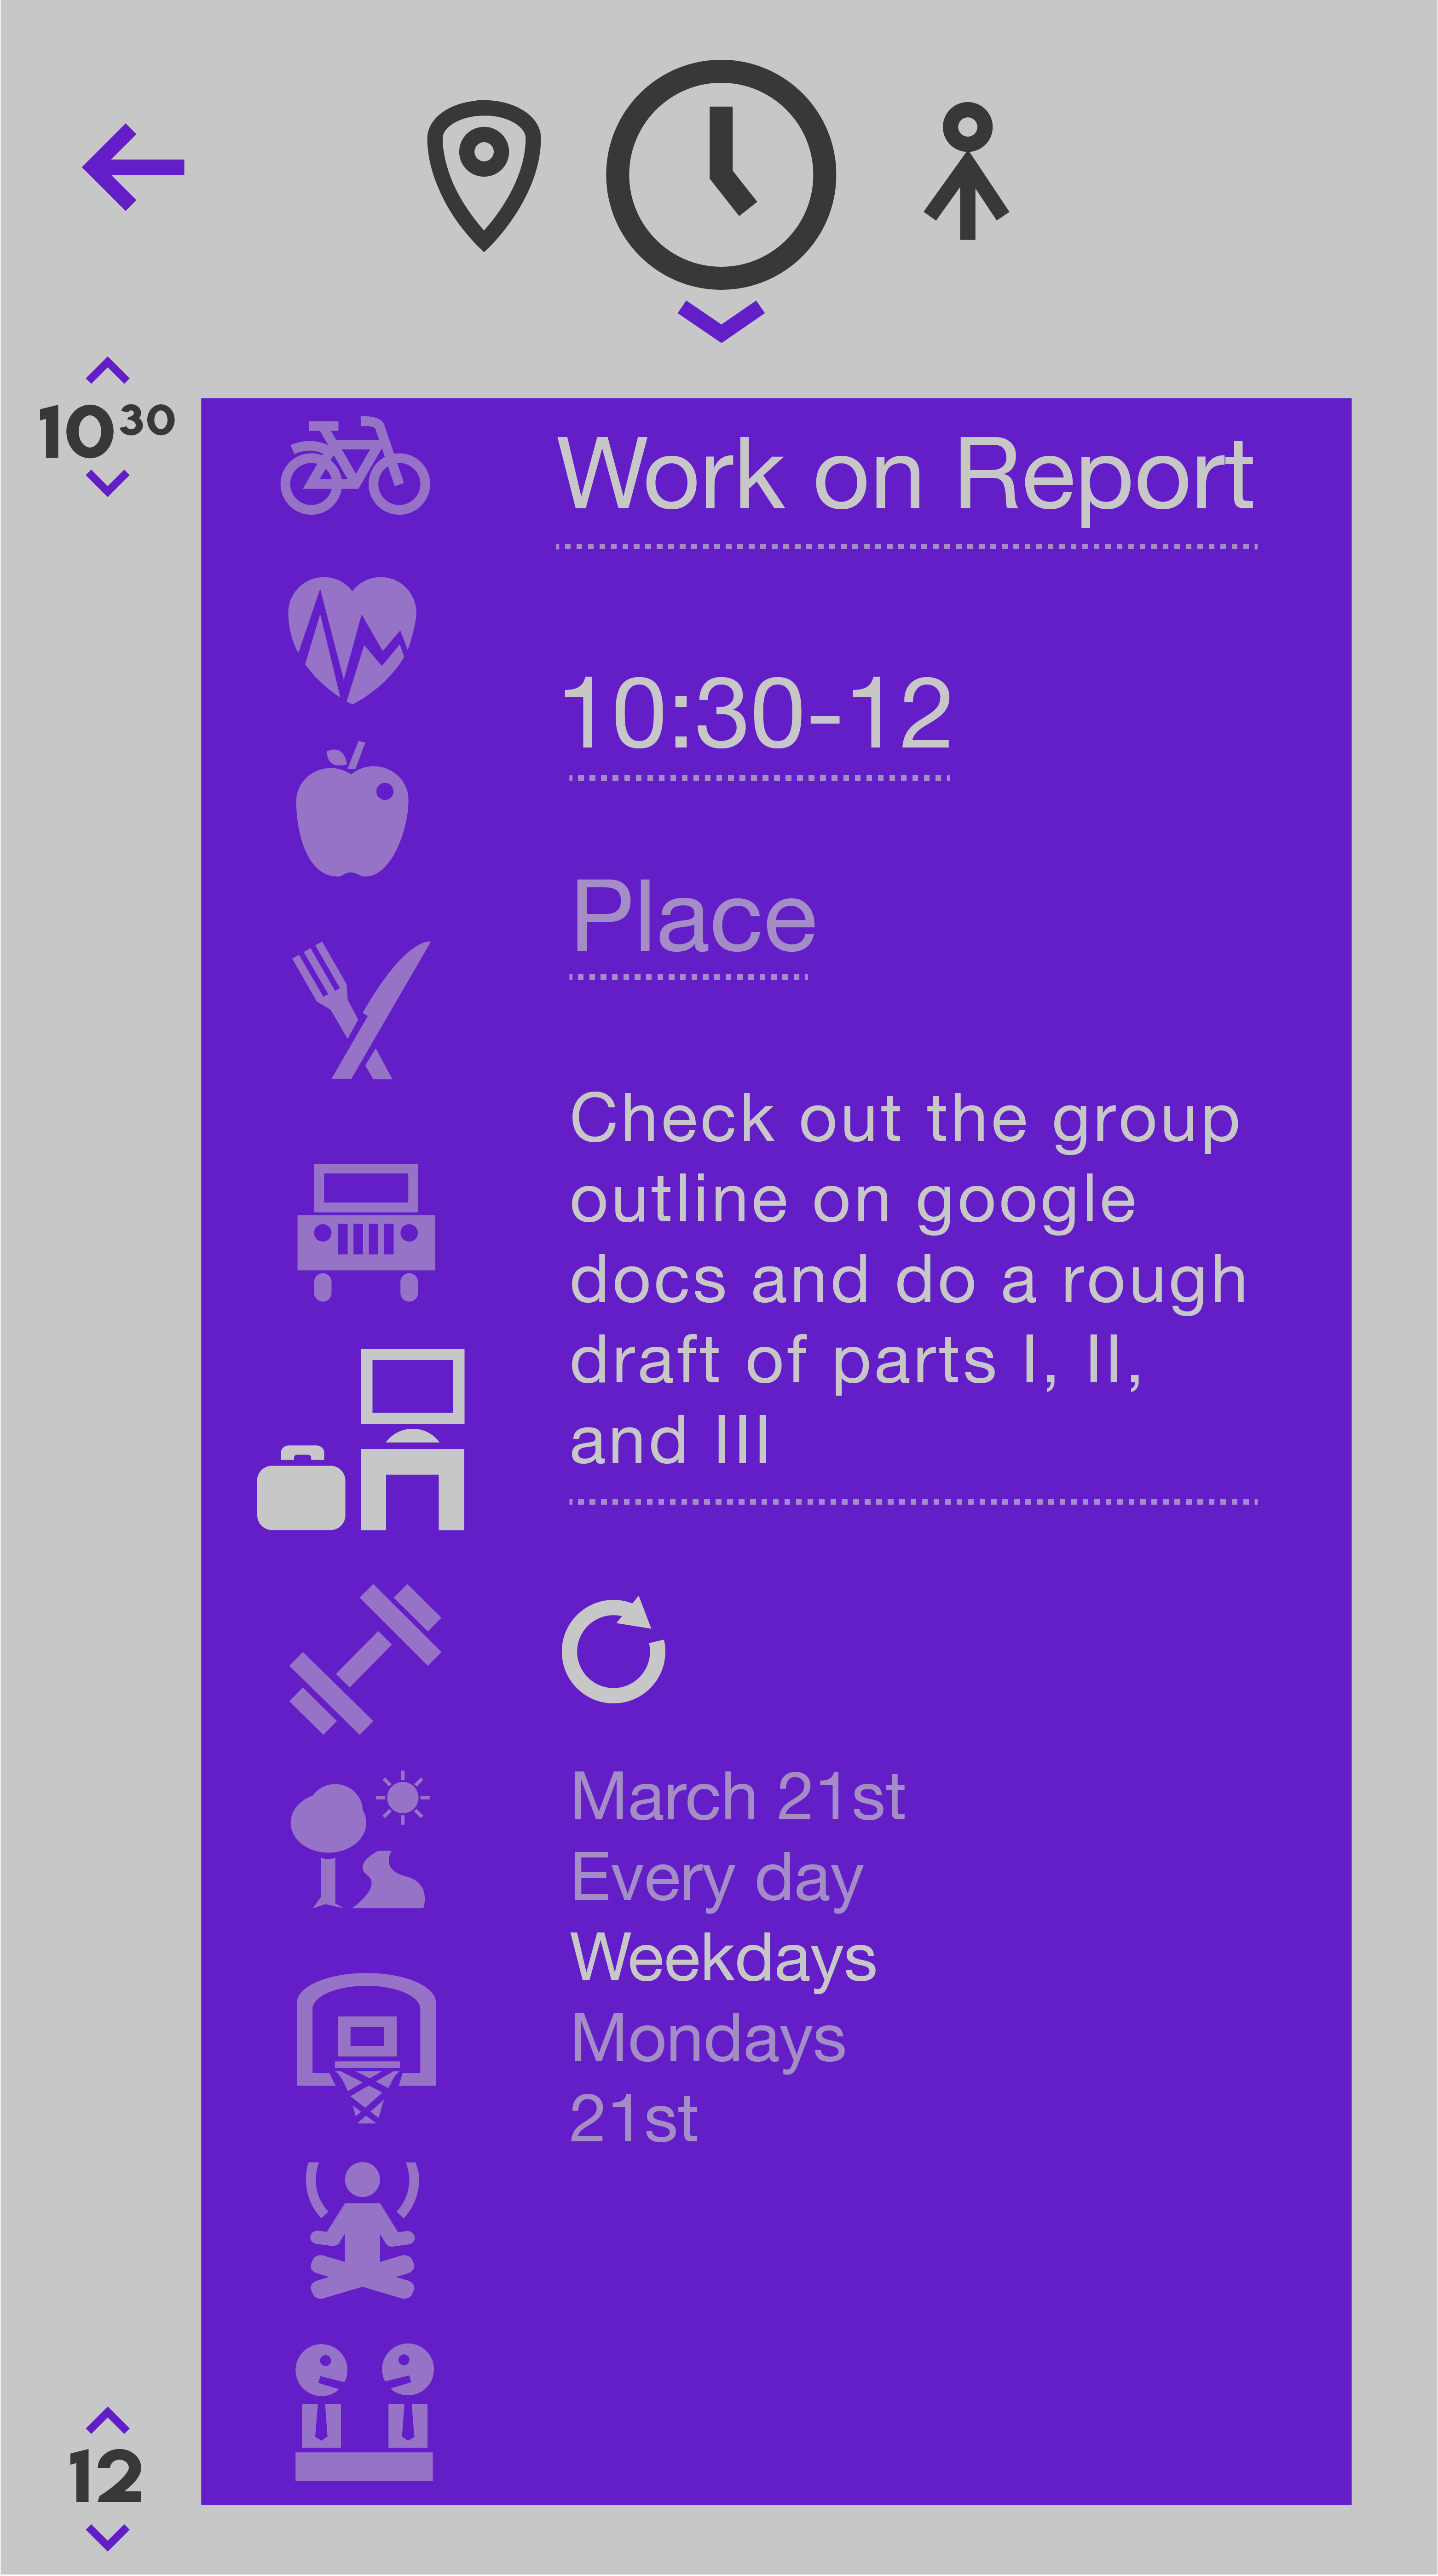 10 30
Work on Report
10:30-12
Place
Check out the group
outline on google
docs and do a rough
draft of parts I, II,
and III
March 21st
Every day
Weekdays
Mondays
21st
12